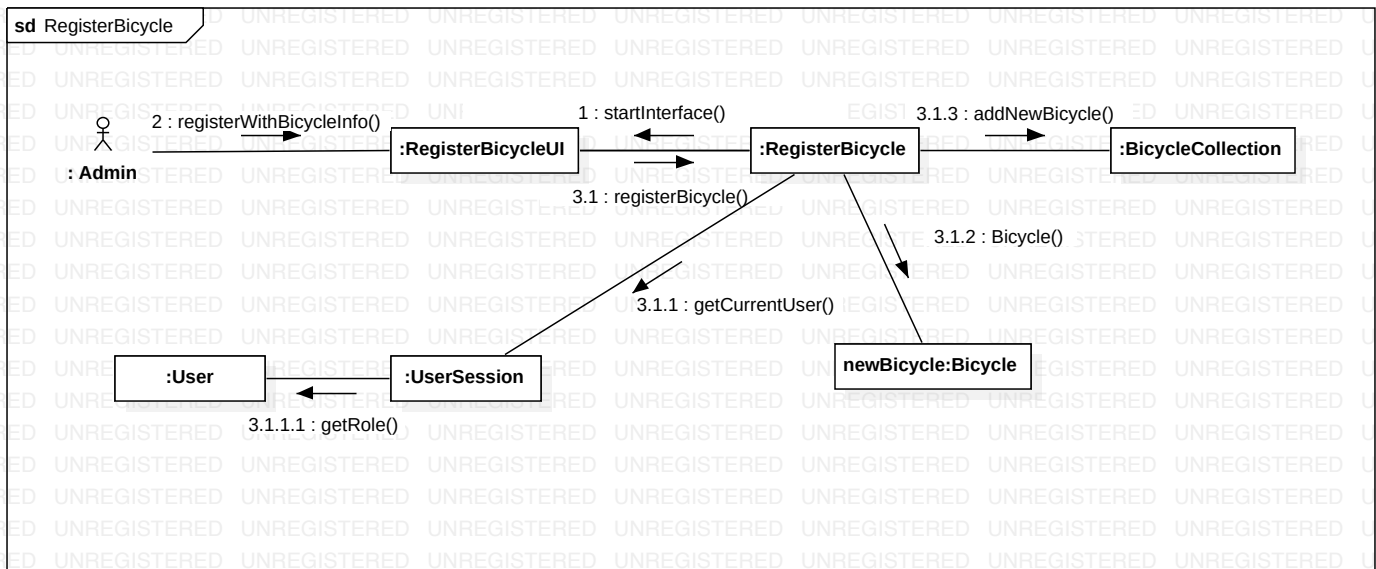 sd RegisterBicycle
2 : registerWithBicycleInfo()
1 : startInterface()
3.1.3 : addNewBicycle()
: Admin
:RegisterBicycleUI
:RegisterBicycle
:BicycleCollection
3.1 : registerBicycle()
3.1.2 : Bicycle()
3.1.1 : getCurrentUser()
:User
:UserSession
newBicycle:Bicycle
3.1.1.1 : getRole()
UNREGISTERED